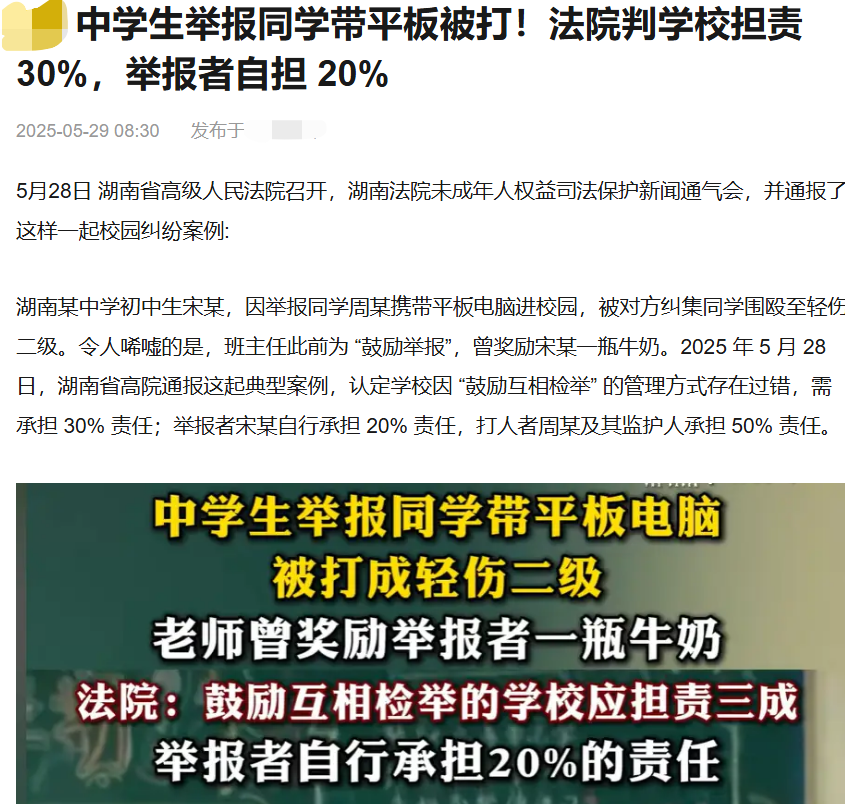 中学生举报同学带平板被打！法院判学校担责
30%，举报者自担 20%
2025-05-29 08:30 发布于
5月28日 湖南省高级人民法院召开，湖南法院未成年人权益司法保护新闻通气会，并通报了
这样一起校园纠纷案例:
湖南某中学初中生宋某，因举报同学周某携带平板电脑进校园，被对方纠集同学围殴至轻伤
二级。令人唏嘘的是，班主任此前为 “鼓励举报”，曾奖励宋某一瓶牛奶。2025 年 5 月 28
日，湖南省高院通报这起典型案例，认定学校因 “鼓励互相检举” 的管理方式存在过错，需
承担 30% 责任；举报者宋某自行承担 20% 责任，打人者周某及其监护人承担 50% 责任。
中学生举报同学带平板电脑
被打成轻伤二级
老师曾奖励举报者一瓶牛奶
法院：鼓励互相检举的学校应担责三成
举报者自行承担20%的责任